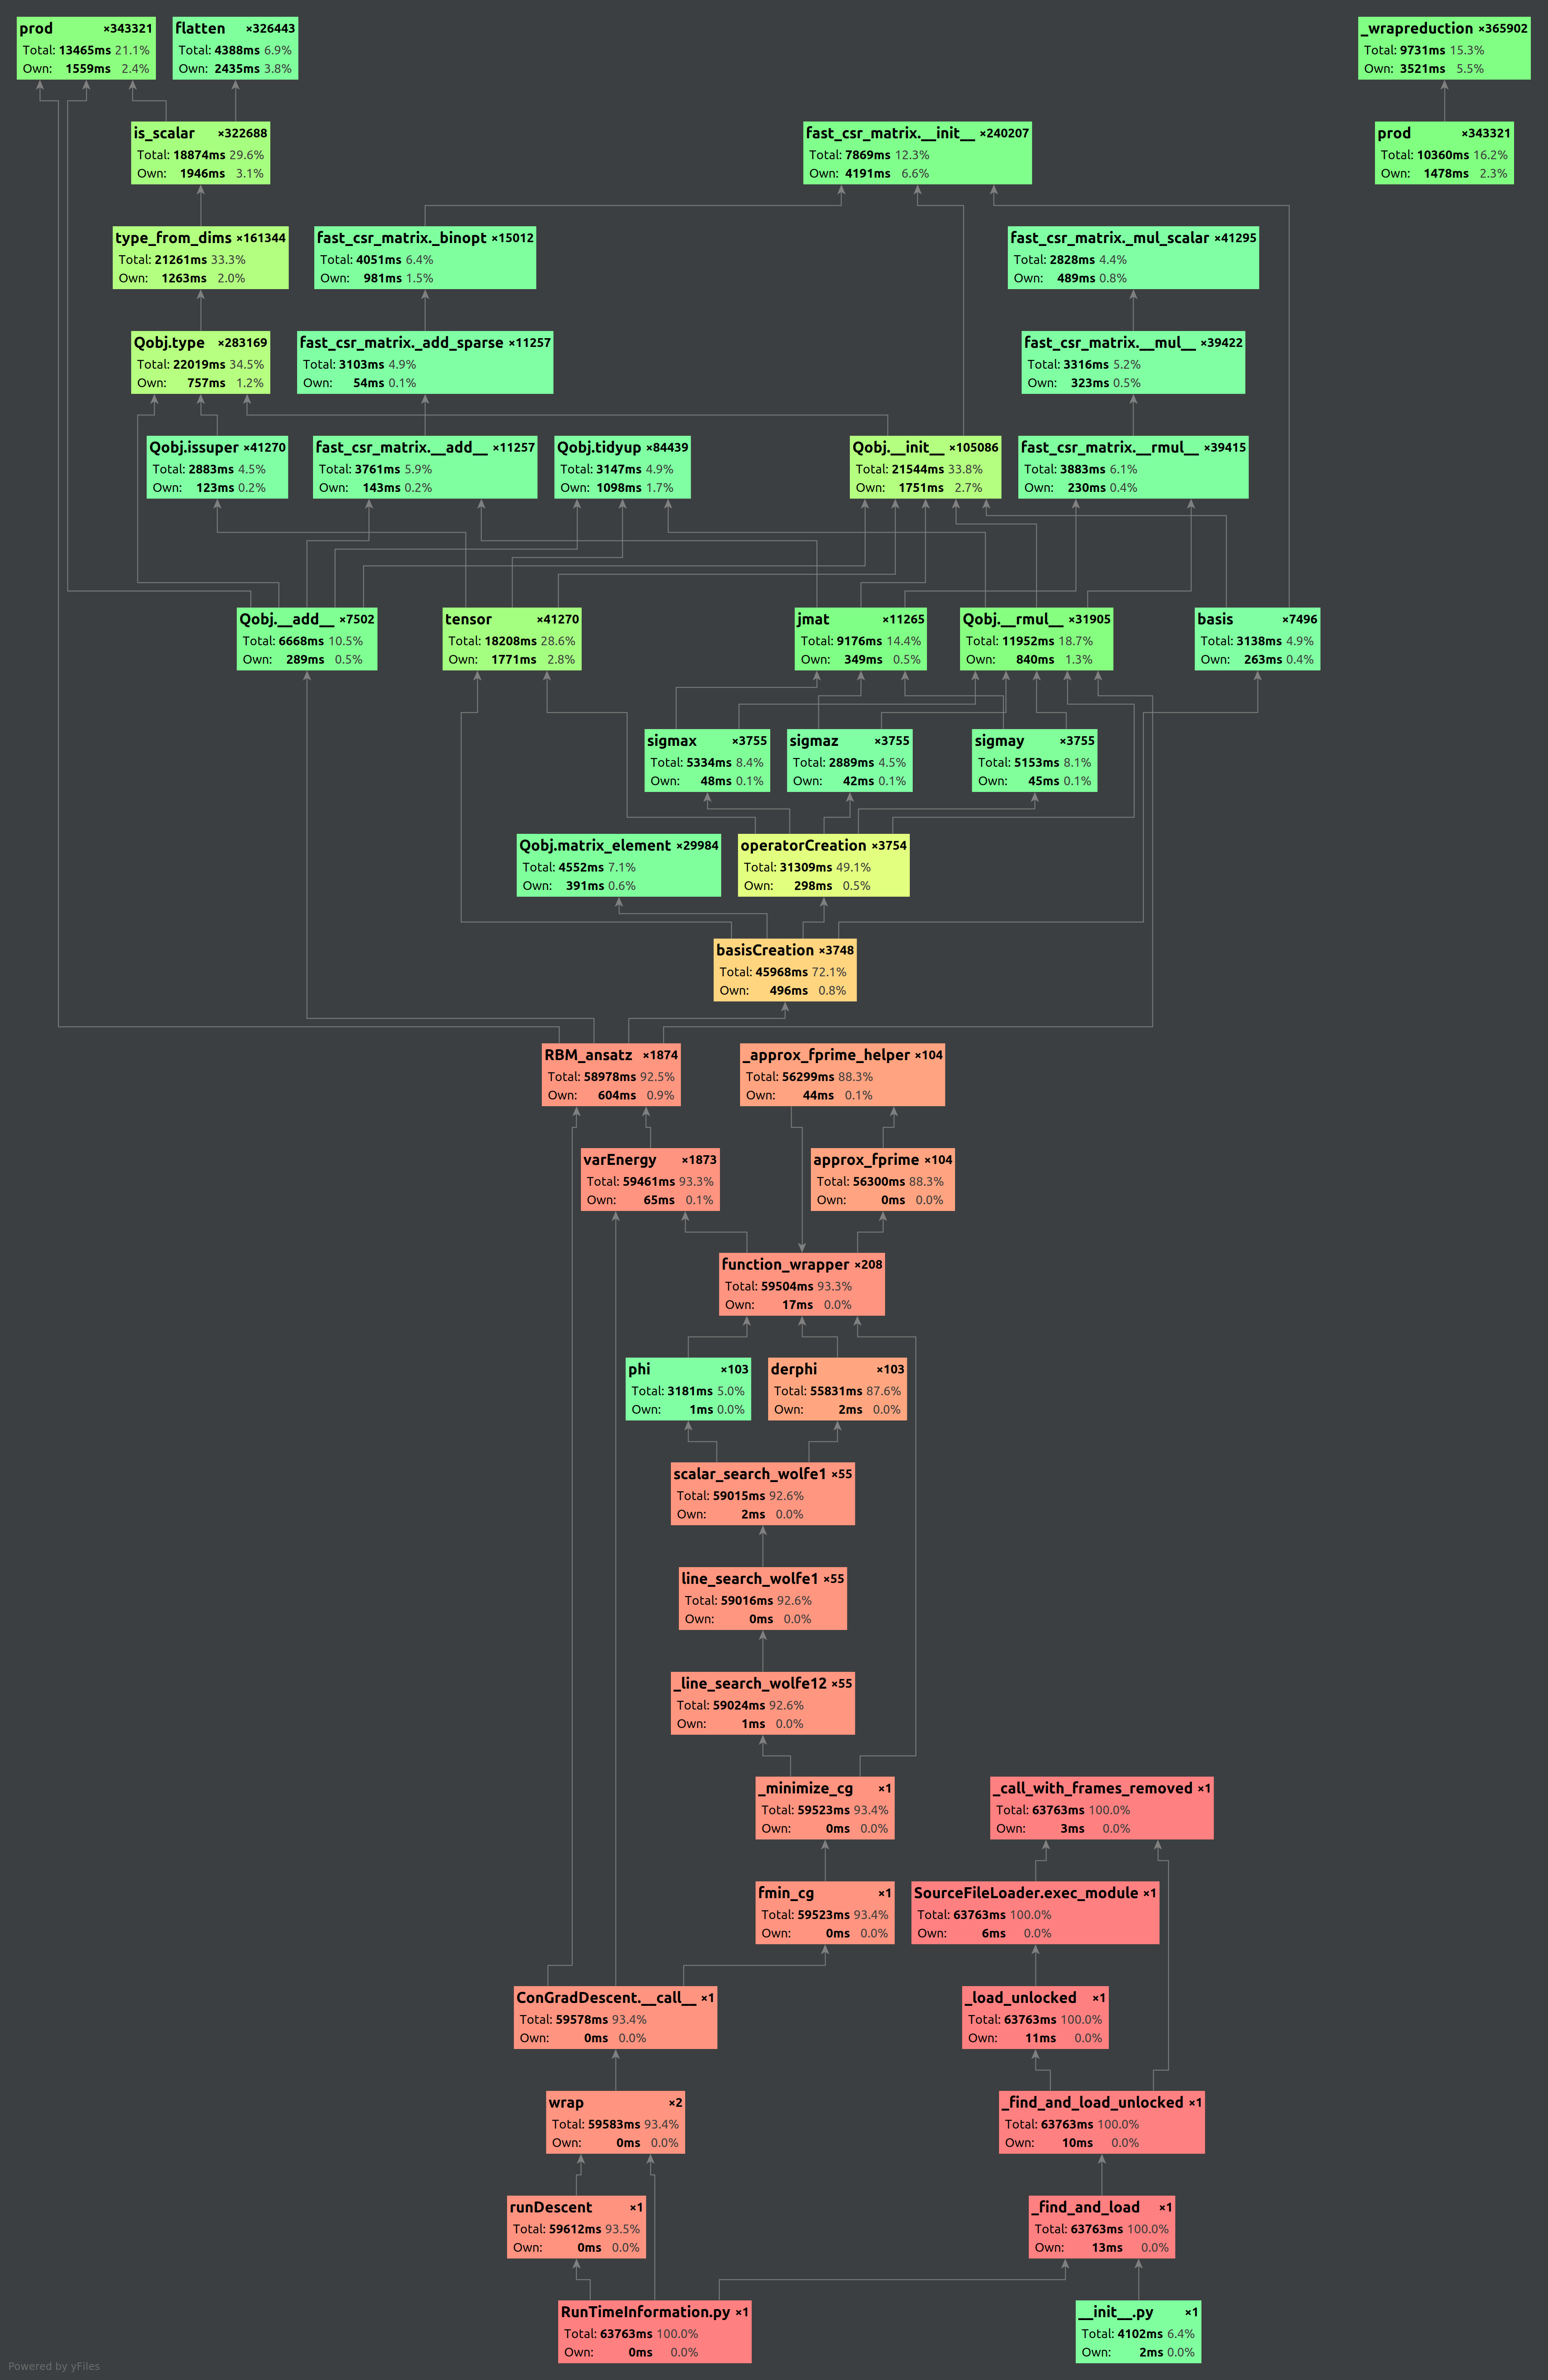 prod ×343321
Total: 13465ms 21.1%
Own: 1559ms 2.4%
flatten ×326443
Total: 4388ms 6.9%
Own: 2435ms 3.8%
_wrapreduction ×365902
Total: 9731ms 15.3%
Own: 3521ms 5.5%
is_scalar ×322688
Total: 18874ms 29.6%
Own: 1946ms 3.1%
fast_csr_matrix.__init__ ×240207
Total: 7869ms 12.3%
Own: 4191ms 6.6%
prod ×343321
Total: 10360ms 16.2%
Own: 1478ms 2.3%
type_from_dims ×161344
Total: 21261ms 33.3%
Own: 1263ms 2.0%
fast_csr_matrix._binopt ×15012
Total: 4051ms 6.4%
Own: 981ms 1.5%
fast_csr_matrix._mul_scalar ×41295
Total: 2828ms 4.4%
Own: 489ms 0.8%
Qobj.type ×283169
Total: 22019ms 34.5%
Own: 757ms 1.2%
fast_csr_matrix._add_sparse ×11257
Total: 3103ms 4.9%
Own: 54ms 0.1%
fast_csr_matrix.__mul__ ×39422
Total: 3316ms 5.2%
Own: 323ms 0.5%
Qobj.issuper ×41270
Total: 2883ms 4.5%
Own: 123ms 0.2%
fast_csr_matrix.__add__ ×11257
Total: 3761ms 5.9%
Own: 143ms 0.2%
Qobj.tidyup ×84439
Total: 3147ms 4.9%
Own: 1098ms 1.7%
Qobj.__init__ ×105086
Total: 21544ms 33.8%
Own: 1751ms 2.7%
fast_csr_matrix.__rmul__ ×39415
Total: 3883ms 6.1%
Own: 230ms 0.4%
Qobj.__add__ ×7502
Total: 6668ms 10.5%
Own: 289ms 0.5%
tensor ×41270
Total: 18208ms 28.6%
Own: 1771ms 2.8%
jmat ×11265
Total: 9176ms 14.4%
Own: 349ms 0.5%
Qobj.__rmul__ ×31905
Total: 11952ms 18.7%
Own: 840ms 1.3%
basis ×7496
Total: 3138ms 4.9%
Own: 263ms 0.4%
sigmax ×3755
Total: 5334ms 8.4%
Own: 48ms 0.1%
sigmaz ×3755
Total: 2889ms 4.5%
Own: 42ms 0.1%
sigmay ×3755
Total: 5153ms 8.1%
Own: 45ms 0.1%
Qobj.matrix_element ×29984
Total: 4552ms 7.1%
Own: 391ms 0.6%
operatorCreation ×3754
Total: 31309ms 49.1%
Own: 298ms 0.5%
basisCreation ×3748
Total: 45968ms 72.1%
Own: 496ms 0.8%
RBM_ansatz ×1874
Total: 58978ms 92.5%
Own: 604ms 0.9%
_approx_fprime_helper ×104
Total: 56299ms 88.3%
Own: 44ms 0.1%
varEnergy ×1873
Total: 59461ms 93.3%
Own: 65ms 0.1%
approx_fprime ×104
Total: 56300ms 88.3%
Own: 0ms 0.0%
function_wrapper ×208
Total: 59504ms 93.3%
Own: 17ms 0.0%
phi ×103
Total: 3181ms 5.0%
Own: 1ms 0.0%
derphi ×103
Total: 55831ms 87.6%
Own: 2ms 0.0%
scalar_search_wolfe1 ×55
Total: 59015ms 92.6%
Own: 2ms 0.0%
line_search_wolfe1 ×55
Total: 59016ms 92.6%
Own: 0ms 0.0%
_line_search_wolfe12 ×55
Total: 59024ms 92.6%
Own: 1ms 0.0%
_minimize_cg ×1
Total: 59523ms 93.4%
Own: 0ms 0.0%
_call_with_frames_removed ×1
Total: 63763ms 100.0%
Own: 3ms 0.0%
fmin_cg ×1
Total: 59523ms 93.4%
Own: 0ms 0.0%
SourceFileLoader.exec_module ×1
Total: 63763ms 100.0%
Own: 6ms 0.0%
ConGradDescent.__call__ ×1
Total: 59578ms 93.4%
Own: 0ms 0.0%
_load_unlocked ×1
Total: 63763ms 100.0%
Own: 11ms 0.0%
wrap ×2
Total: 59583ms 93.4%
Own: 0ms 0.0%
_find_and_load_unlocked ×1
Total: 63763ms 100.0%
Own: 10ms 0.0%
runDescent ×1
Total: 59612ms 93.5%
Own: 0ms 0.0%
_find_and_load ×1
Total: 63763ms 100.0%
Own: 13ms 0.0%
RunTimeInformation.py ×1
Total: 63763ms 100.0%
Own: 0ms 0.0%
__init__.py ×1
Total: 4102ms 6.4%
Own: 2ms 0.0%
Powered by yFiles